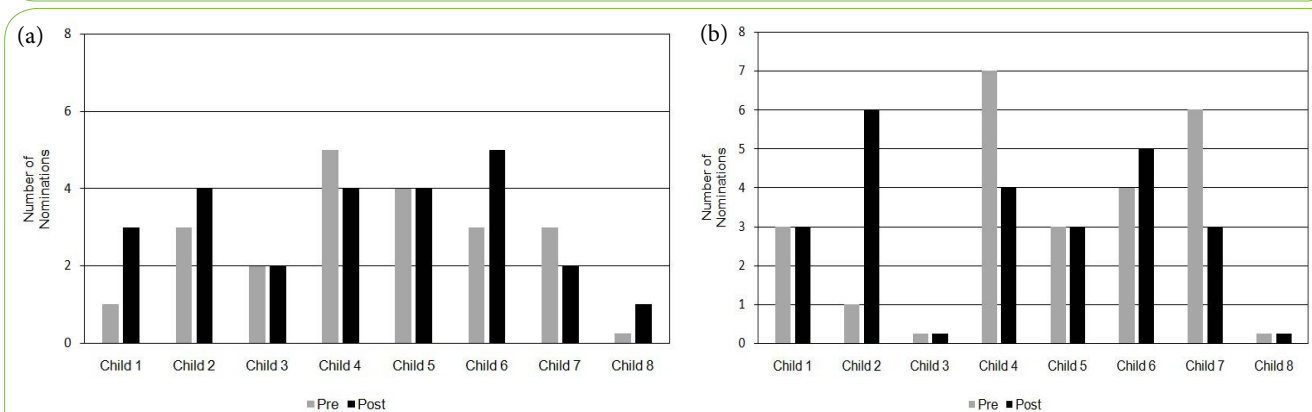 (a)
8
6
4
2
0
Number of
Nominations
Child 1 Child 2 Child 3 Child 4 Child 5 Child 6 Child 7 Child 8
Pre Post
(b)
8
7
6
5
4
3
2
1
0
Number of
Nominations
Child 1 Child 2 Child 3 Child 4 Child 5 Child 6 Child 7 Child 8
Pre Post